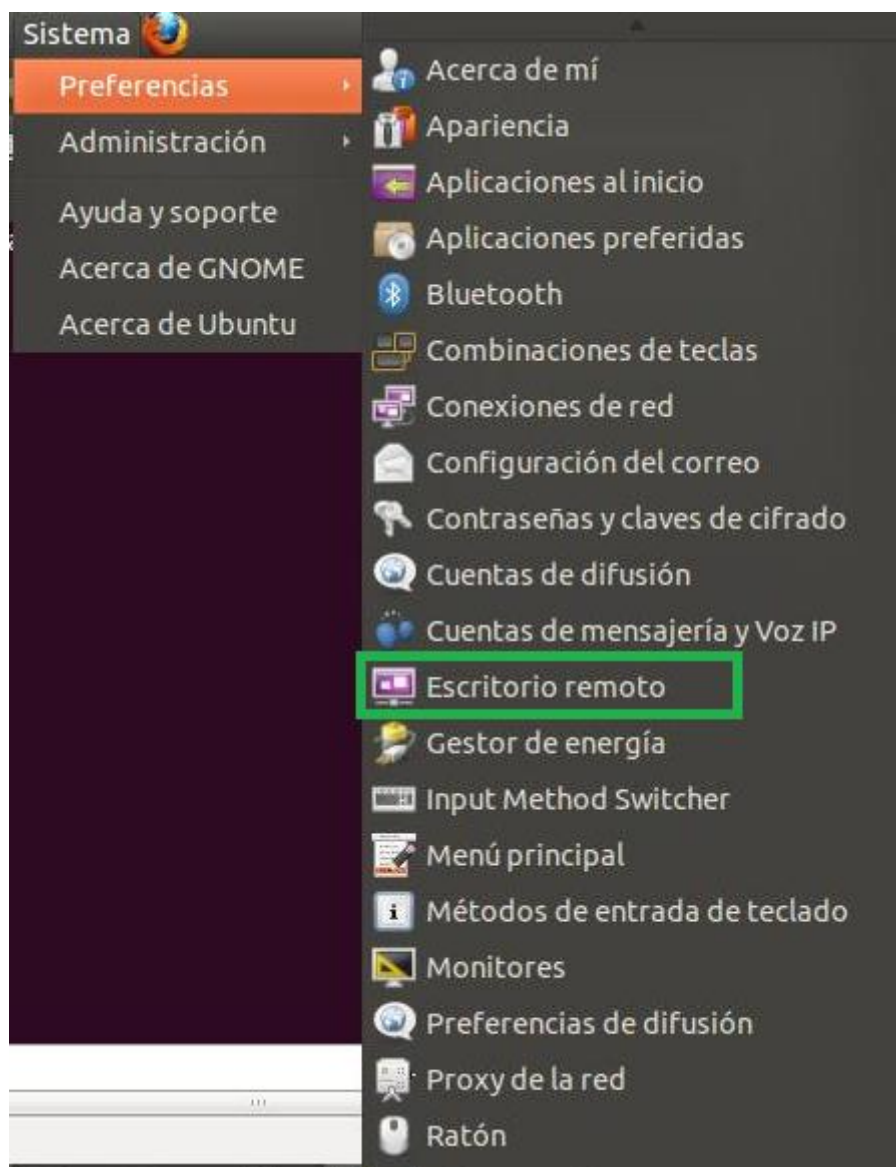 Sistema
Preferencias
Administración
Ayuda y soporte
Acerca de GNOME
Acerca de Ubuntu
Acerca de mí
Apariencia
Aplicaciones al inicio
Aplicaciones preferidas
Bluetooth
Combinaciones de teclas
Conexiones de red
Configuración del correo
Contraseñas y claves de cifrado
Cuentas de difusión
Cuentas de mensajería y Voz IP
Escritorio remoto
Gestor de energía
Input Method Switcher
Menú principal
Métodos de entrada de teclado
Monitores
Preferencias de difusión
Proxy de la red
Ratón